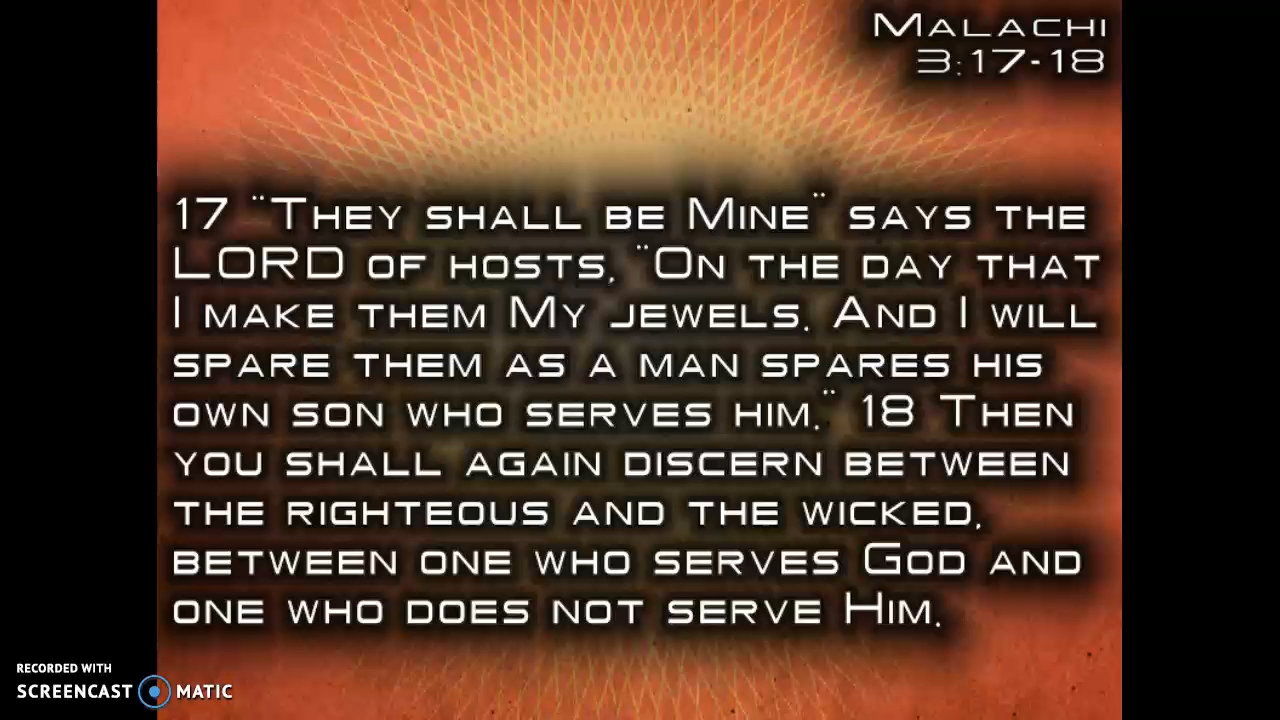 Malachi
3:17-18
17 "They shall be Mine" says the
LORD of hosts, "On the day that
I make them My jewels. And I will
spare them as a man spares his
own son who serves him." 18 Then
you shall again discern between
the righteous and the wicked,
between one who serves God and
one who does not serve Him.
RECORDED WITH
SCREENCAST MATIC